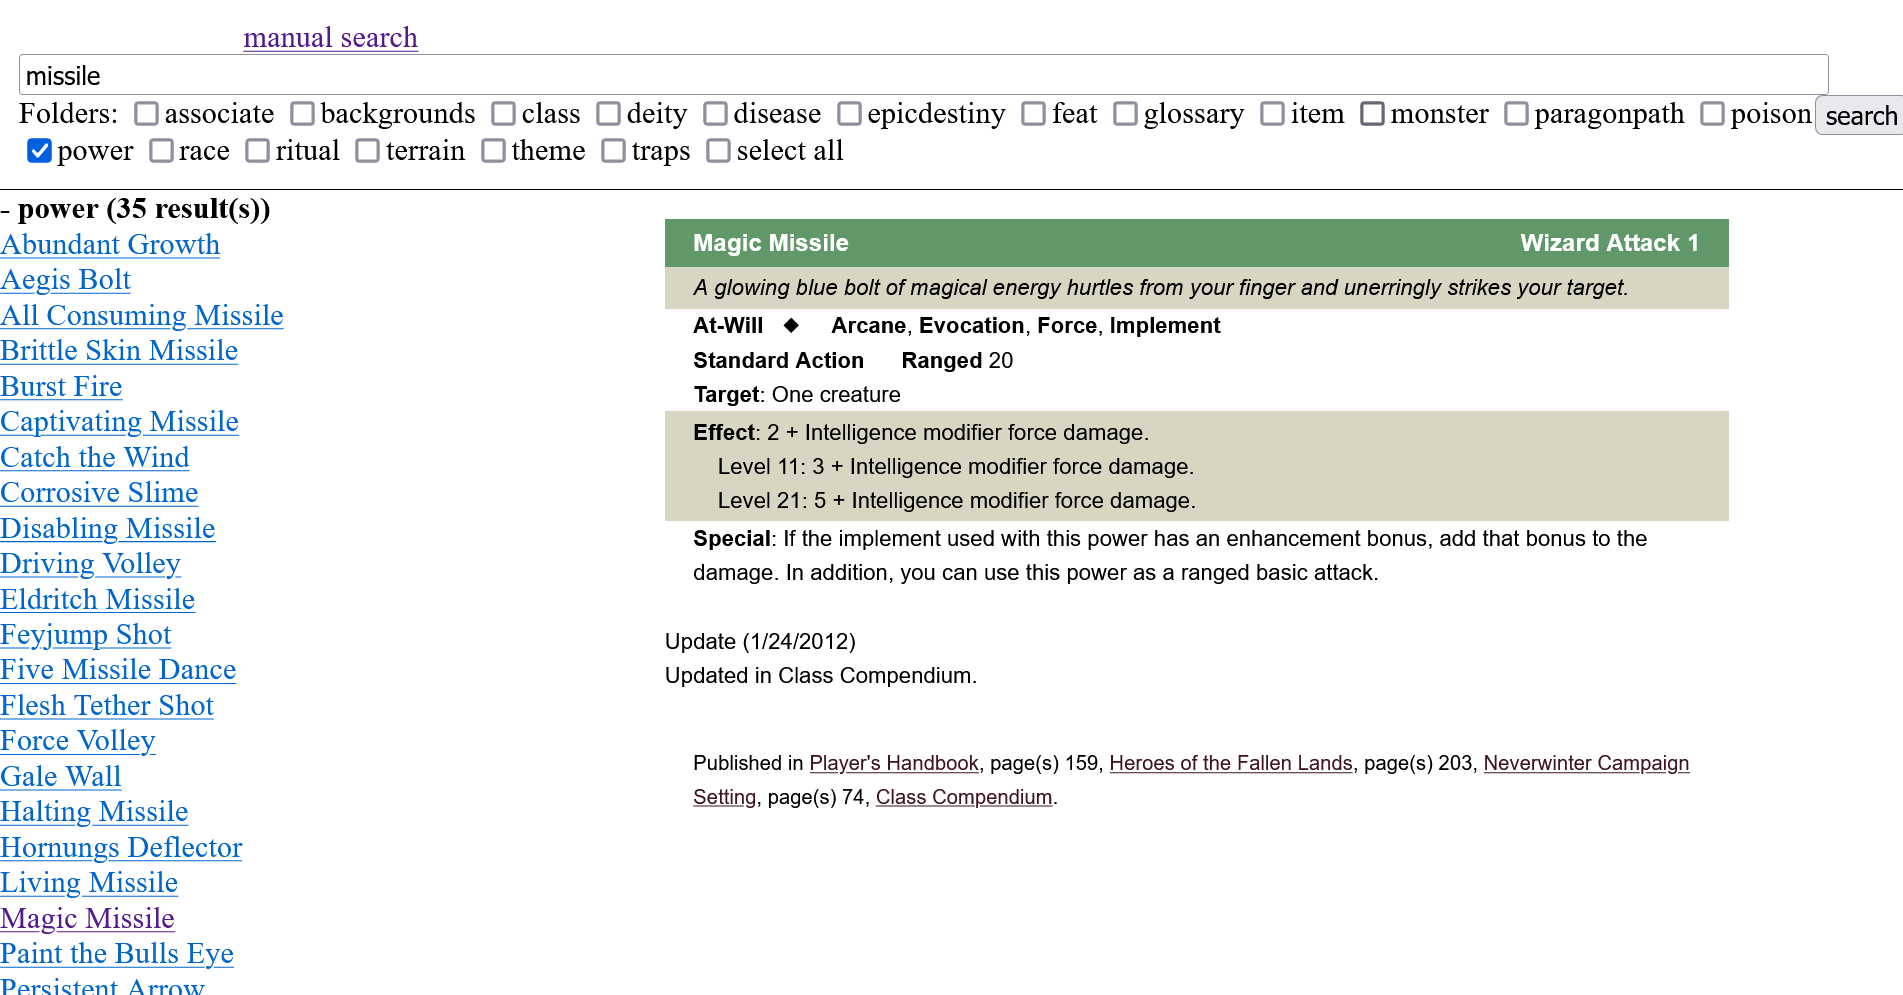 manual search
missile
Folders: associate backgrounds class deity disease epicdestiny feat glossary item monster paragonpath poison search
power race ritual terrain theme traps select all
- power (35 result(s))
Abundant Growth
Aegis Bolt
All Consuming Missile
Brittle Skin Missile
Burst Fire
Captivating Missile
Catch the Wind
Corrosive Slime
Disabling Missile
Driving Volley
Eldritch Missile
Feyjump Shot
Five Missile Dance
Flesh Tether Shot
Force Volley
Gale Wall
Halting Missile
Hornungs Deflector
Living Missile
Magic Missile
Paint the Bulls Eye
Persistent Arrow
Magic Missile Wizard Attack 1
A glowing blue bolt of magical energy hurtles from your finger and unerringly strikes your target.
At-Will ◆ Arcane, Evocation, Force, Implement
Standard Action Ranged 20
Target: One creature
Effect: 2 + Intelligence modifier force damage.
Level 11: 3 + Intelligence modifier force damage.
Level 21: 5 + Intelligence modifier force damage.
Special: If the implement used with this power has an enhancement bonus, add that bonus to the
damage. In addition, you can use this power as a ranged basic attack.
Update (1/24/2012)
Updated in Class Compendium.
Published in Player's Handbook, page(s) 159, Heroes of the Fallen Lands, page(s) 203, Neverwinter Campaign
Setting, page(s) 74, Class Compendium.